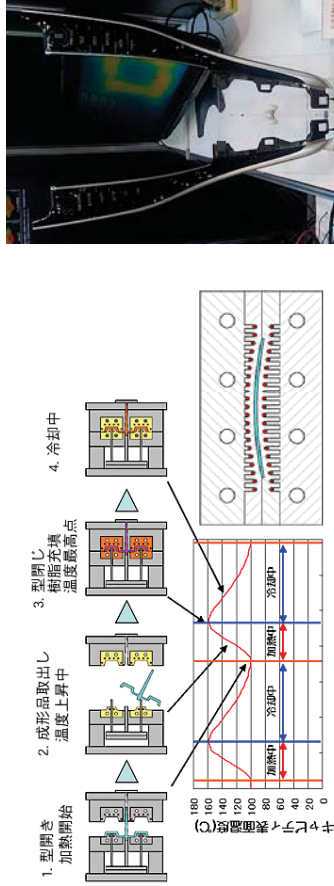 1. 型開き
加熱開始
2. 成形品取出し
温度上昇中
3. 型閉じ
樹脂充填
温度最高点
4. 冷却中
キャビティ表面温度(℃)
180
160
140
120
100
80
60
40
20
0
加熱中
冷却中
加熱中
冷却中